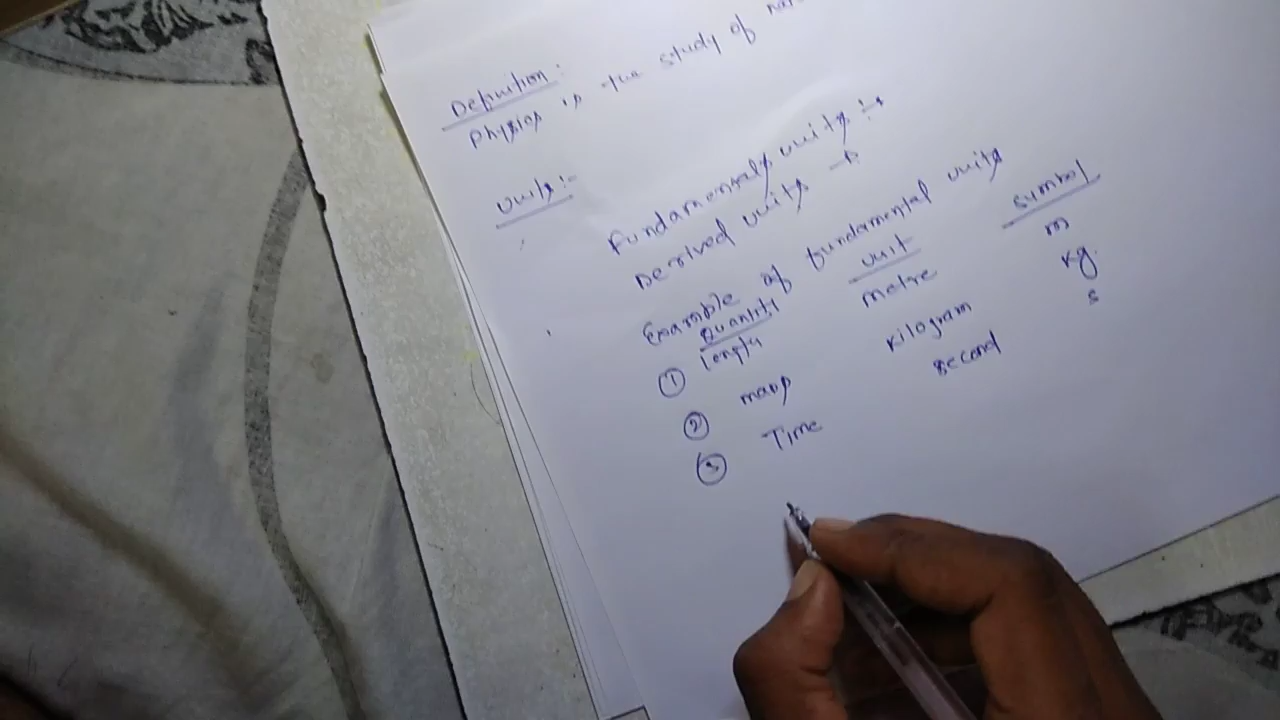 Definition:
Physics is the study of
Units:-
Fundamentals units :-
Derived units
Example of fundamental units
Quantity unit symbol
① length metre m
② mass kilogram kg.
③ Time second s